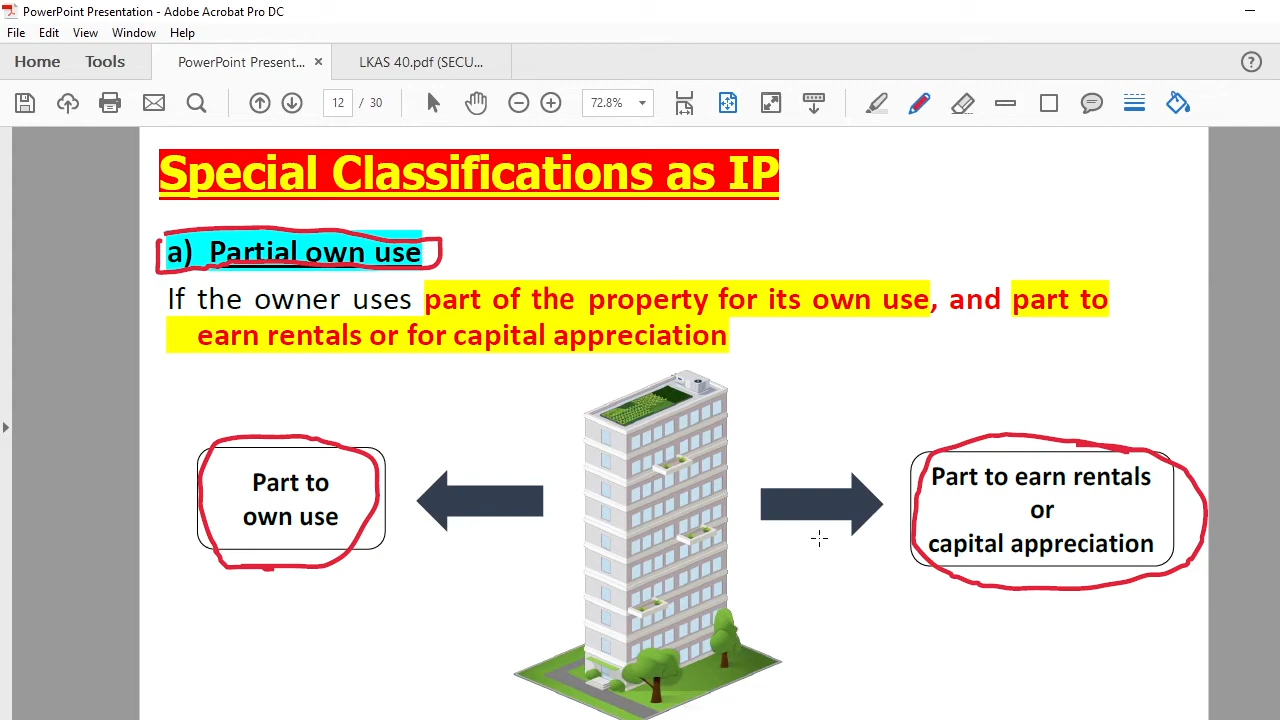 PowerPoint Presentation - Adobe Acrobat Pro DC
File Edit View Window Help
Home Tools PowerPoint Present... × LKAS 40.pdf (SECU... ?
12 / 30 72.8%
Special Classifications as IP
a) Partial own use
If the owner uses part of the property for its own use, and part to
earn rentals or for capital appreciation
Part to
own use
Part to earn rentals
or
capital appreciation